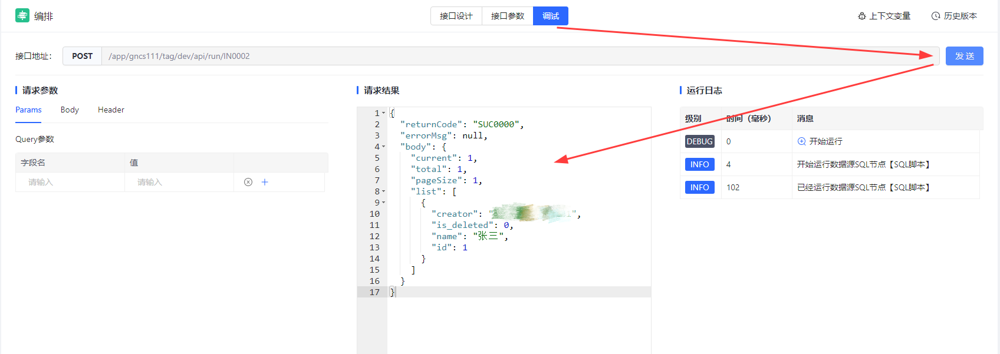 编排
接口设计 接口参数 调试
上下文变量 历史版本
接口地址： POST /app/gncs111/tag/dev/api/run/IN0002 发 送
请求参数
Params Body Header
Query参数
字段名 值
请输入 请输入
请求结果
1 {
2 "returnCode": "SUC0000",
3 "errorMsg": null,
4 "body": {
5 "current": 1,
6 "total": 1,
7 "pageSize": 1,
8 "list": [
9 {
10 "creator": "
11 "is_deleted": 0,
12 "name": "张三",
13 "id": 1
14 }
15 ]
16 }
17 }
运行日志
级别 时间（毫秒） 消息
DEBUG 0 开始运行
INFO 4 开始运行数据源SQL节点【SQL脚本】
INFO 102 已经运行数据源SQL节点【SQL脚本】